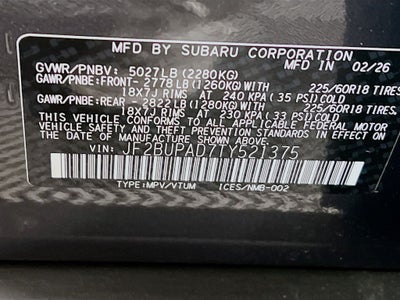 MFD. BY SUBARU CORPORATION
GVWR/PNBV: 5027LB (2280KG) MFD IN 02/26
GAWR/PNBE: FRONT- 2778 LB (1260KG) WITH 225/60R18 TIRES,
18X7J RIMS AT 240 KPA (35 PSI) COLD
GAWR/PNBE: REAR - 2822LB (1280KG) WITH 225/60R18 TIRES,
18X7J RIMS AT 230 KPA (33 PSI) COLD
THIS VEHICLE CONFORMS TO ALL APPLICABLE
FEDERAL MOTOR VEHICLE SAFETY AND THEFT
PREVENTION STANDARDS IN EFFECT ON THE DATE
OF MANUFACTURE SHOWN ABOVE.
VIN: JF2BUPAD7TY521375
TYPE:MPV/VTUM ICES/NMB-002